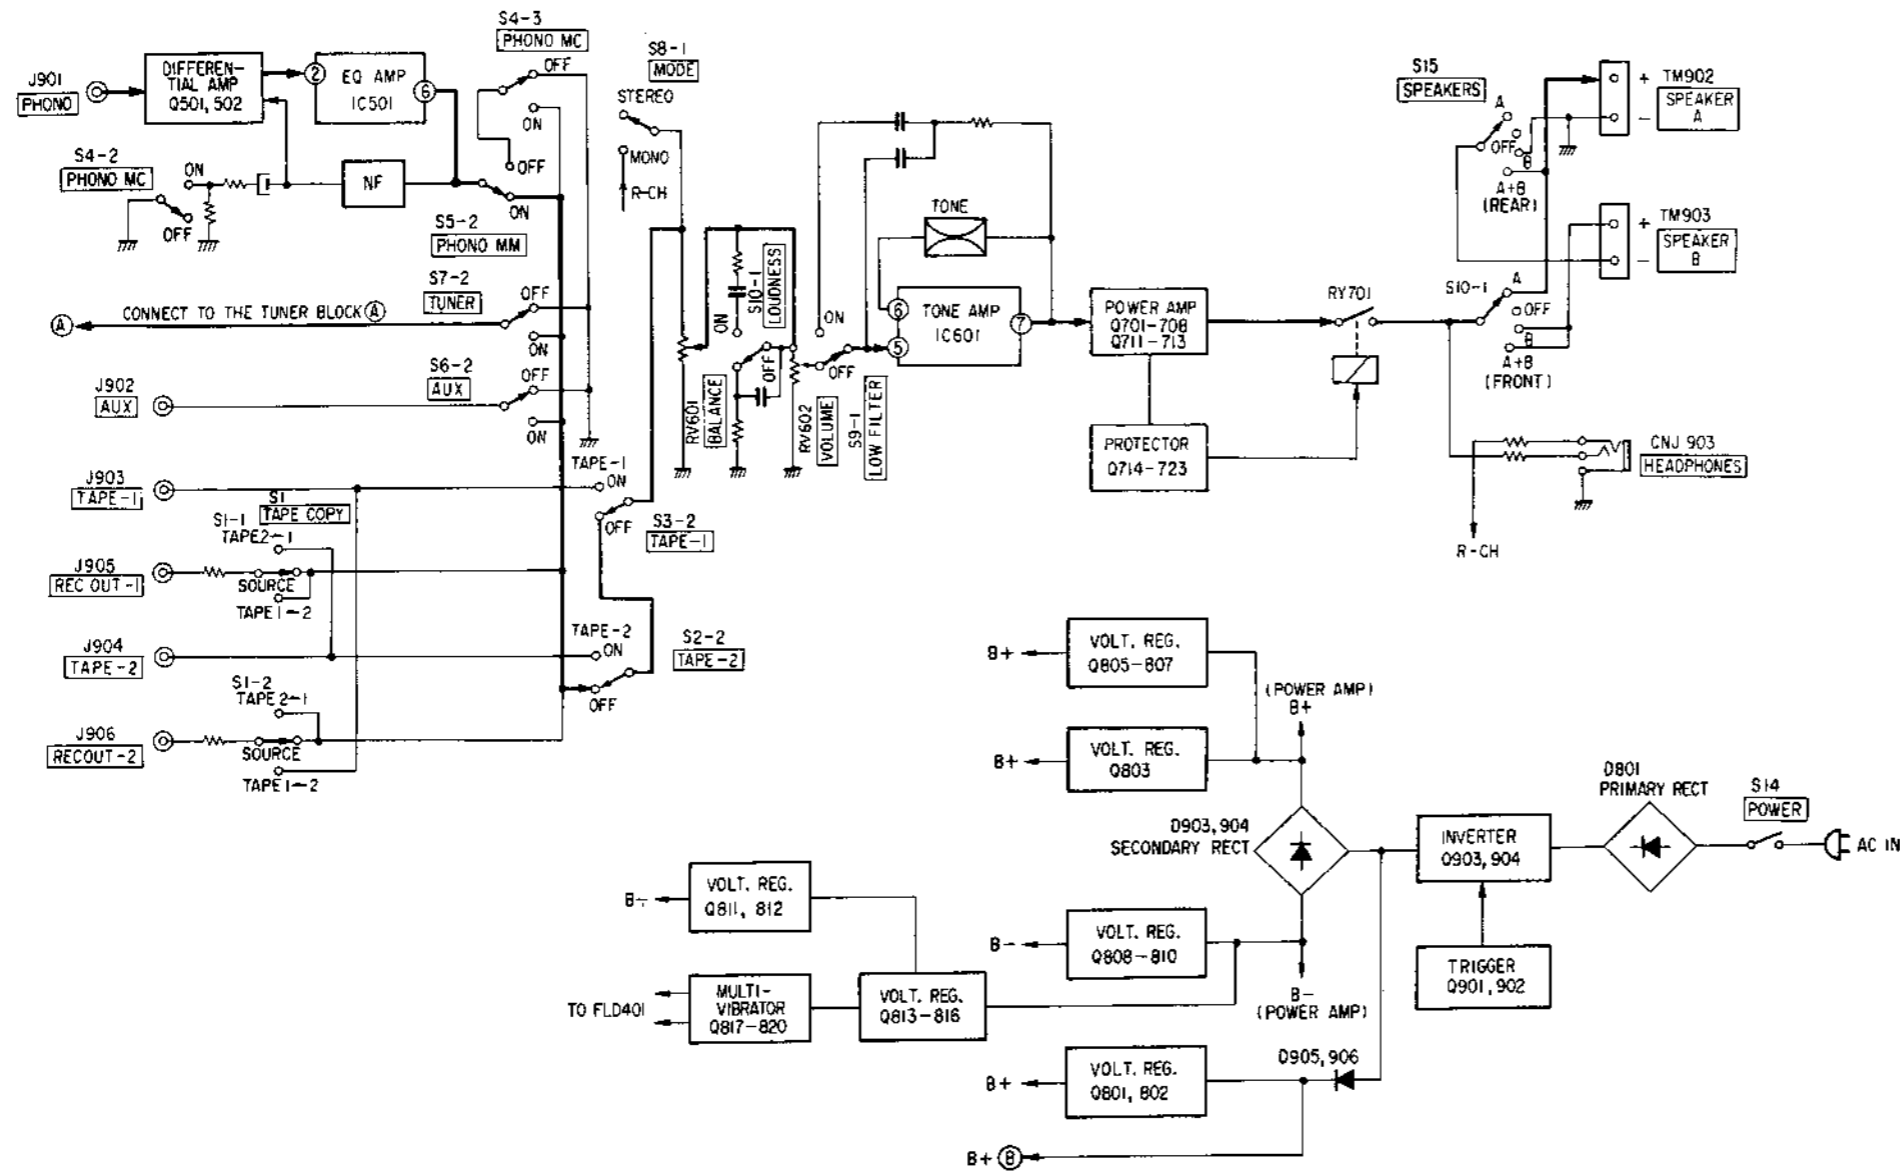 J901
PHONO
DIFFEREN-
TIAL AMP
Q501, 502
2
EQ AMP
IC501
6
S4-3
PHONO MC
OFF
ON
OFF
S8-1
MODE
STEREO
MONO
R-CH
S4-2
PHONO MC
ON
OFF
NF
ON
S5-2
PHONO MM
S7-2
TUNER
OFF
ON
A
CONNECT TO THE TUNER BLOCK A
S6-2
AUX
OFF
ON
J902
AUX
J903
TAPE-1
S1
TAPE COPY
S1-1
TAPE2-1
J905
REC OUT-1
SOURCE
TAPE1-2
J904
TAPE-2
S1-2
TAPE2-1
J906
RECOUT-2
SOURCE
TAPE1-2
TAPE-1
ON
OFF
S3-2
TAPE-1
TAPE-2
ON
OFF
S2-2
TAPE-2
RV601
BALANCE
S10-1
LOUDNESS
ON
OFF
RV602
VOLUME
ON
OFF
S9-1
LOW FILTER
TONE
6
5
TONE AMP
IC601
7
POWER AMP
Q701-708
Q711-713
PROTECTOR
Q714-723
RY701
S15
SPEAKERS
A
OFF
B
A+B
(REAR)
+
-
TM902
SPEAKER
A
+
-
TM903
SPEAKER
B
S10-1
A
OFF
B
A+B
(FRONT)
CNJ 903
HEADPHONES
R-CH
B+
VOLT. REG.
Q805-807
(POWER AMP)
B+
B+
VOLT. REG.
Q803
D903, 904
SECONDARY RECT
INVERTER
Q903, 904
D801
PRIMARY RECT
S14
POWER
AC IN
TRIGGER
Q901, 902
B+
VOLT. REG.
Q811, 812
B-
VOLT. REG.
Q808-810
B-
(POWER AMP)
TO FLD401
MULTI-
VIBRATOR
Q817-820
VOLT. REG.
Q813-816
D905, 906
B+
VOLT. REG.
Q801, 802
B+ B